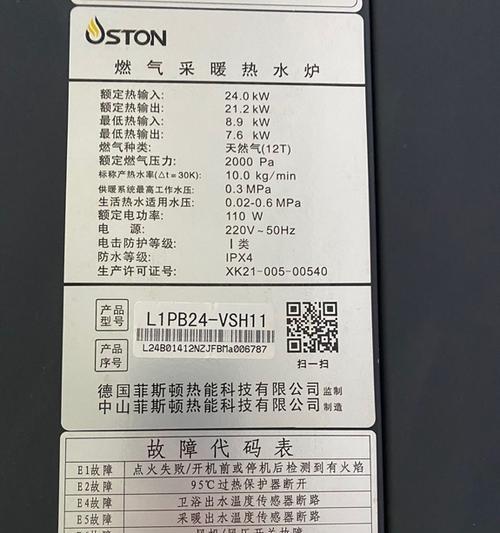 USTON
燃气采暖热水炉
额定热输入: 24.0 kW
额定热输出: 21.2 kW
最低热输入: 8.9 kW
最低热输出: 7.6 kW
燃气种类: 天然气(12T)
额定燃气压力: 2000 Pa
标称产热水率(△t=30K): 10.0 kg/min
供暖系统最高工作水压: 0.3 MPa
生活热水适用水压: 0.02-0.6 MPa
额定电功率: 110 W
电 源: 220V~50Hz
电击防护等级: I类
防水等级: IPX4
生产许可证号: XK21-005-00540
产品型号 L1PB24-VSH11
产品序号 L24B01412NZJFBMa006787
扫一扫
德国菲斯顿热能科技有限公司 监制
中山菲斯顿热能科技有限公司 制造
故障代码表
E1故障 点火失败/开机前或停机后检测到有火焰
E2故障 95℃过热保护器断开
E4故障 卫浴出水温度传感器断路
E5故障 采暖出水温度传感器断路